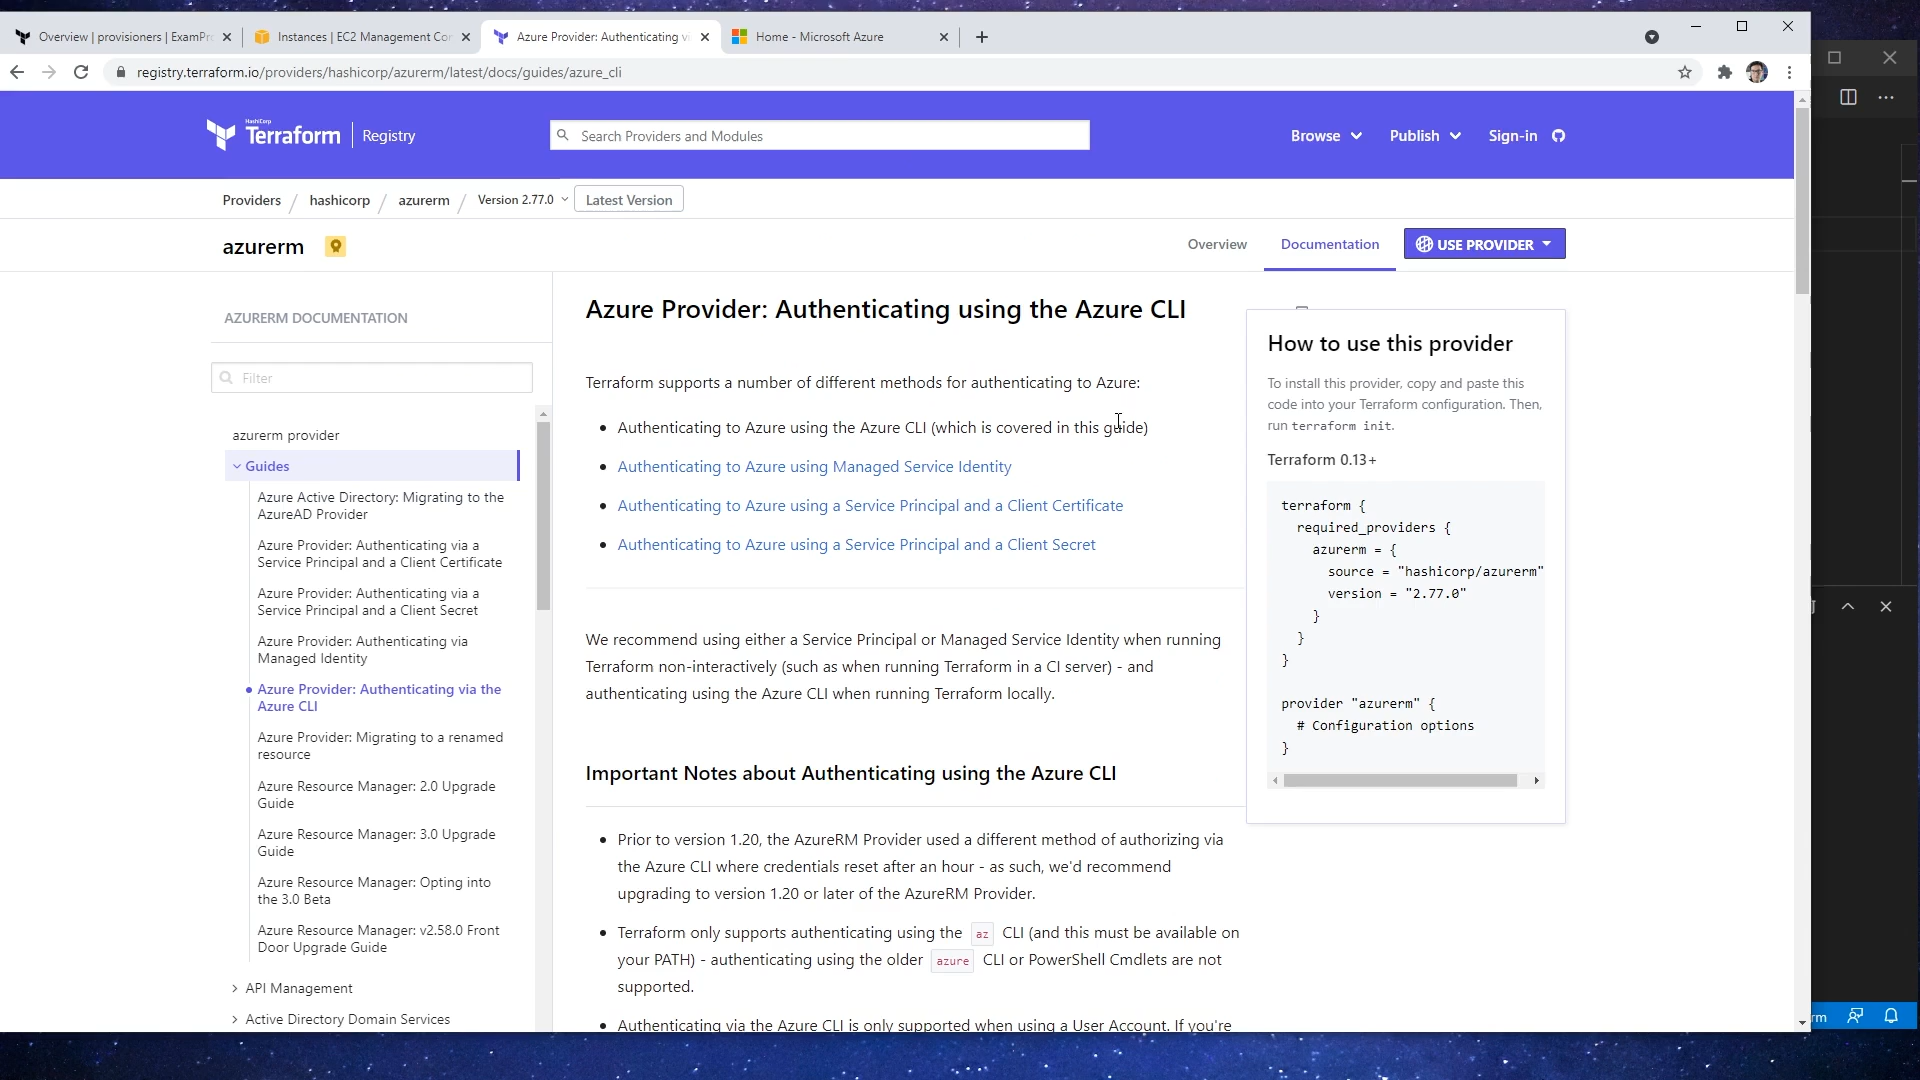 Overview | provisioners | ExamPr
Instances | EC2 Management Con
Azure Provider: Authenticating vi
Home - Microsoft Azure
registry.terraform.io/providers/hashicorp/azurerm/latest/docs/guides/azure_cli
HashiCorp
Terraform
Registry
Search Providers and Modules
Browse
Publish
Sign-in
Providers / hashicorp / azurerm / Version 2.77.0
Latest Version
azurerm
Overview
Documentation
USE PROVIDER
AZURERM DOCUMENTATION
Filter
azurerm provider
Guides
Azure Active Directory: Migrating to the
AzureAD Provider
Azure Provider: Authenticating via a
Service Principal and a Client Certificate
Azure Provider: Authenticating via a
Service Principal and a Client Secret
Azure Provider: Authenticating via
Managed Identity
Azure Provider: Authenticating via the
Azure CLI
Azure Provider: Migrating to a renamed
resource
Azure Resource Manager: 2.0 Upgrade
Guide
Azure Resource Manager: 3.0 Upgrade
Guide
Azure Resource Manager: Opting into
the 3.0 Beta
Azure Resource Manager: v2.58.0 Front
Door Upgrade Guide
API Management
Active Directory Domain Services
Azure Provider: Authenticating using the Azure CLI
Terraform supports a number of different methods for authenticating to Azure:
Authenticating to Azure using the Azure CLI (which is covered in this guide)
Authenticating to Azure using Managed Service Identity
Authenticating to Azure using a Service Principal and a Client Certificate
Authenticating to Azure using a Service Principal and a Client Secret
We recommend using either a Service Principal or Managed Service Identity when running
Terraform non-interactively (such as when running Terraform in a CI server) - and
authenticating using the Azure CLI when running Terraform locally.
Important Notes about Authenticating using the Azure CLI
Prior to version 1.20, the AzureRM Provider used a different method of authorizing via
the Azure CLI where credentials reset after an hour - as such, we'd recommend
upgrading to version 1.20 or later of the AzureRM Provider.
Terraform only supports authenticating using the az CLI (and this must be available on
your PATH) - authenticating using the older azure CLI or PowerShell Cmdlets are not
supported.
Authenticating via the Azure CLI is only supported when using a User Account. If you're
How to use this provider
To install this provider, copy and paste this
code into your Terraform configuration. Then,
run terraform init.
Terraform 0.13+
terraform {
required_providers {
azurerm = {
source = "hashicorp/azurerm"
version = "2.77.0"
}
}
}
provider "azurerm" {
# Configuration options
}
rm